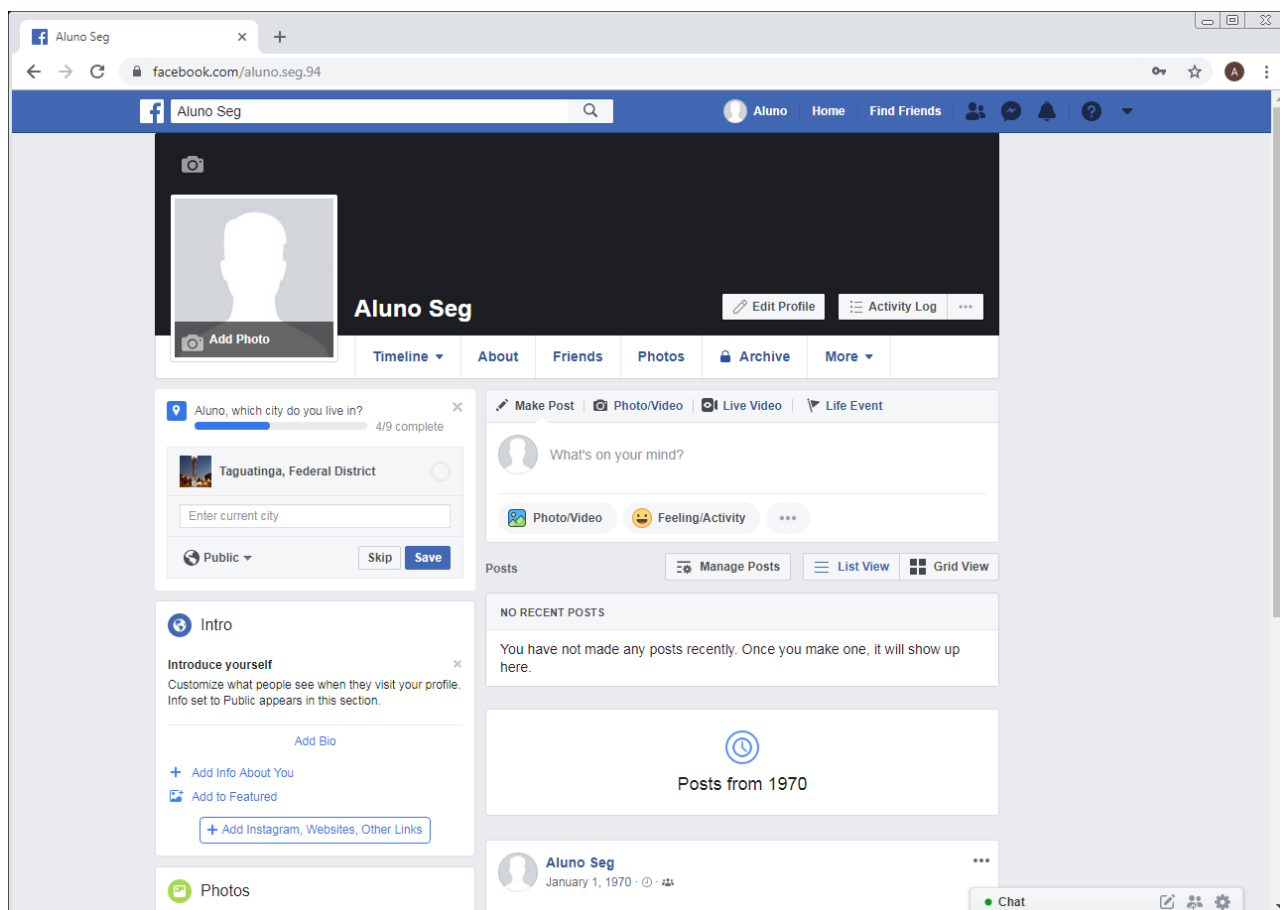 Aluno Seg
facebook.com/aluno.seg.94
A
Aluno Seg
Aluno
Home
Find Friends
Aluno Seg
Edit Profile
Activity Log
Add Photo
Timeline
About
Friends
Photos
Archive
More
Aluno, which city do you live in?
4/9 complete
Taguatinga, Federal District
Enter current city
Public
Skip
Save
Intro
Introduce yourself
Customize what people see when they visit your profile.
Info set to Public appears in this section.
Add Bio
Add Info About You
Add to Featured
+ Add Instagram, Websites, Other Links
Photos
Make Post
Photo/Video
Live Video
Life Event
What's on your mind?
Photo/Video
Feeling/Activity
Posts
Manage Posts
List View
Grid View
NO RECENT POSTS
You have not made any posts recently. Once you make one, it will show up
here.
Posts from 1970
Aluno Seg
January 1, 1970
Chat